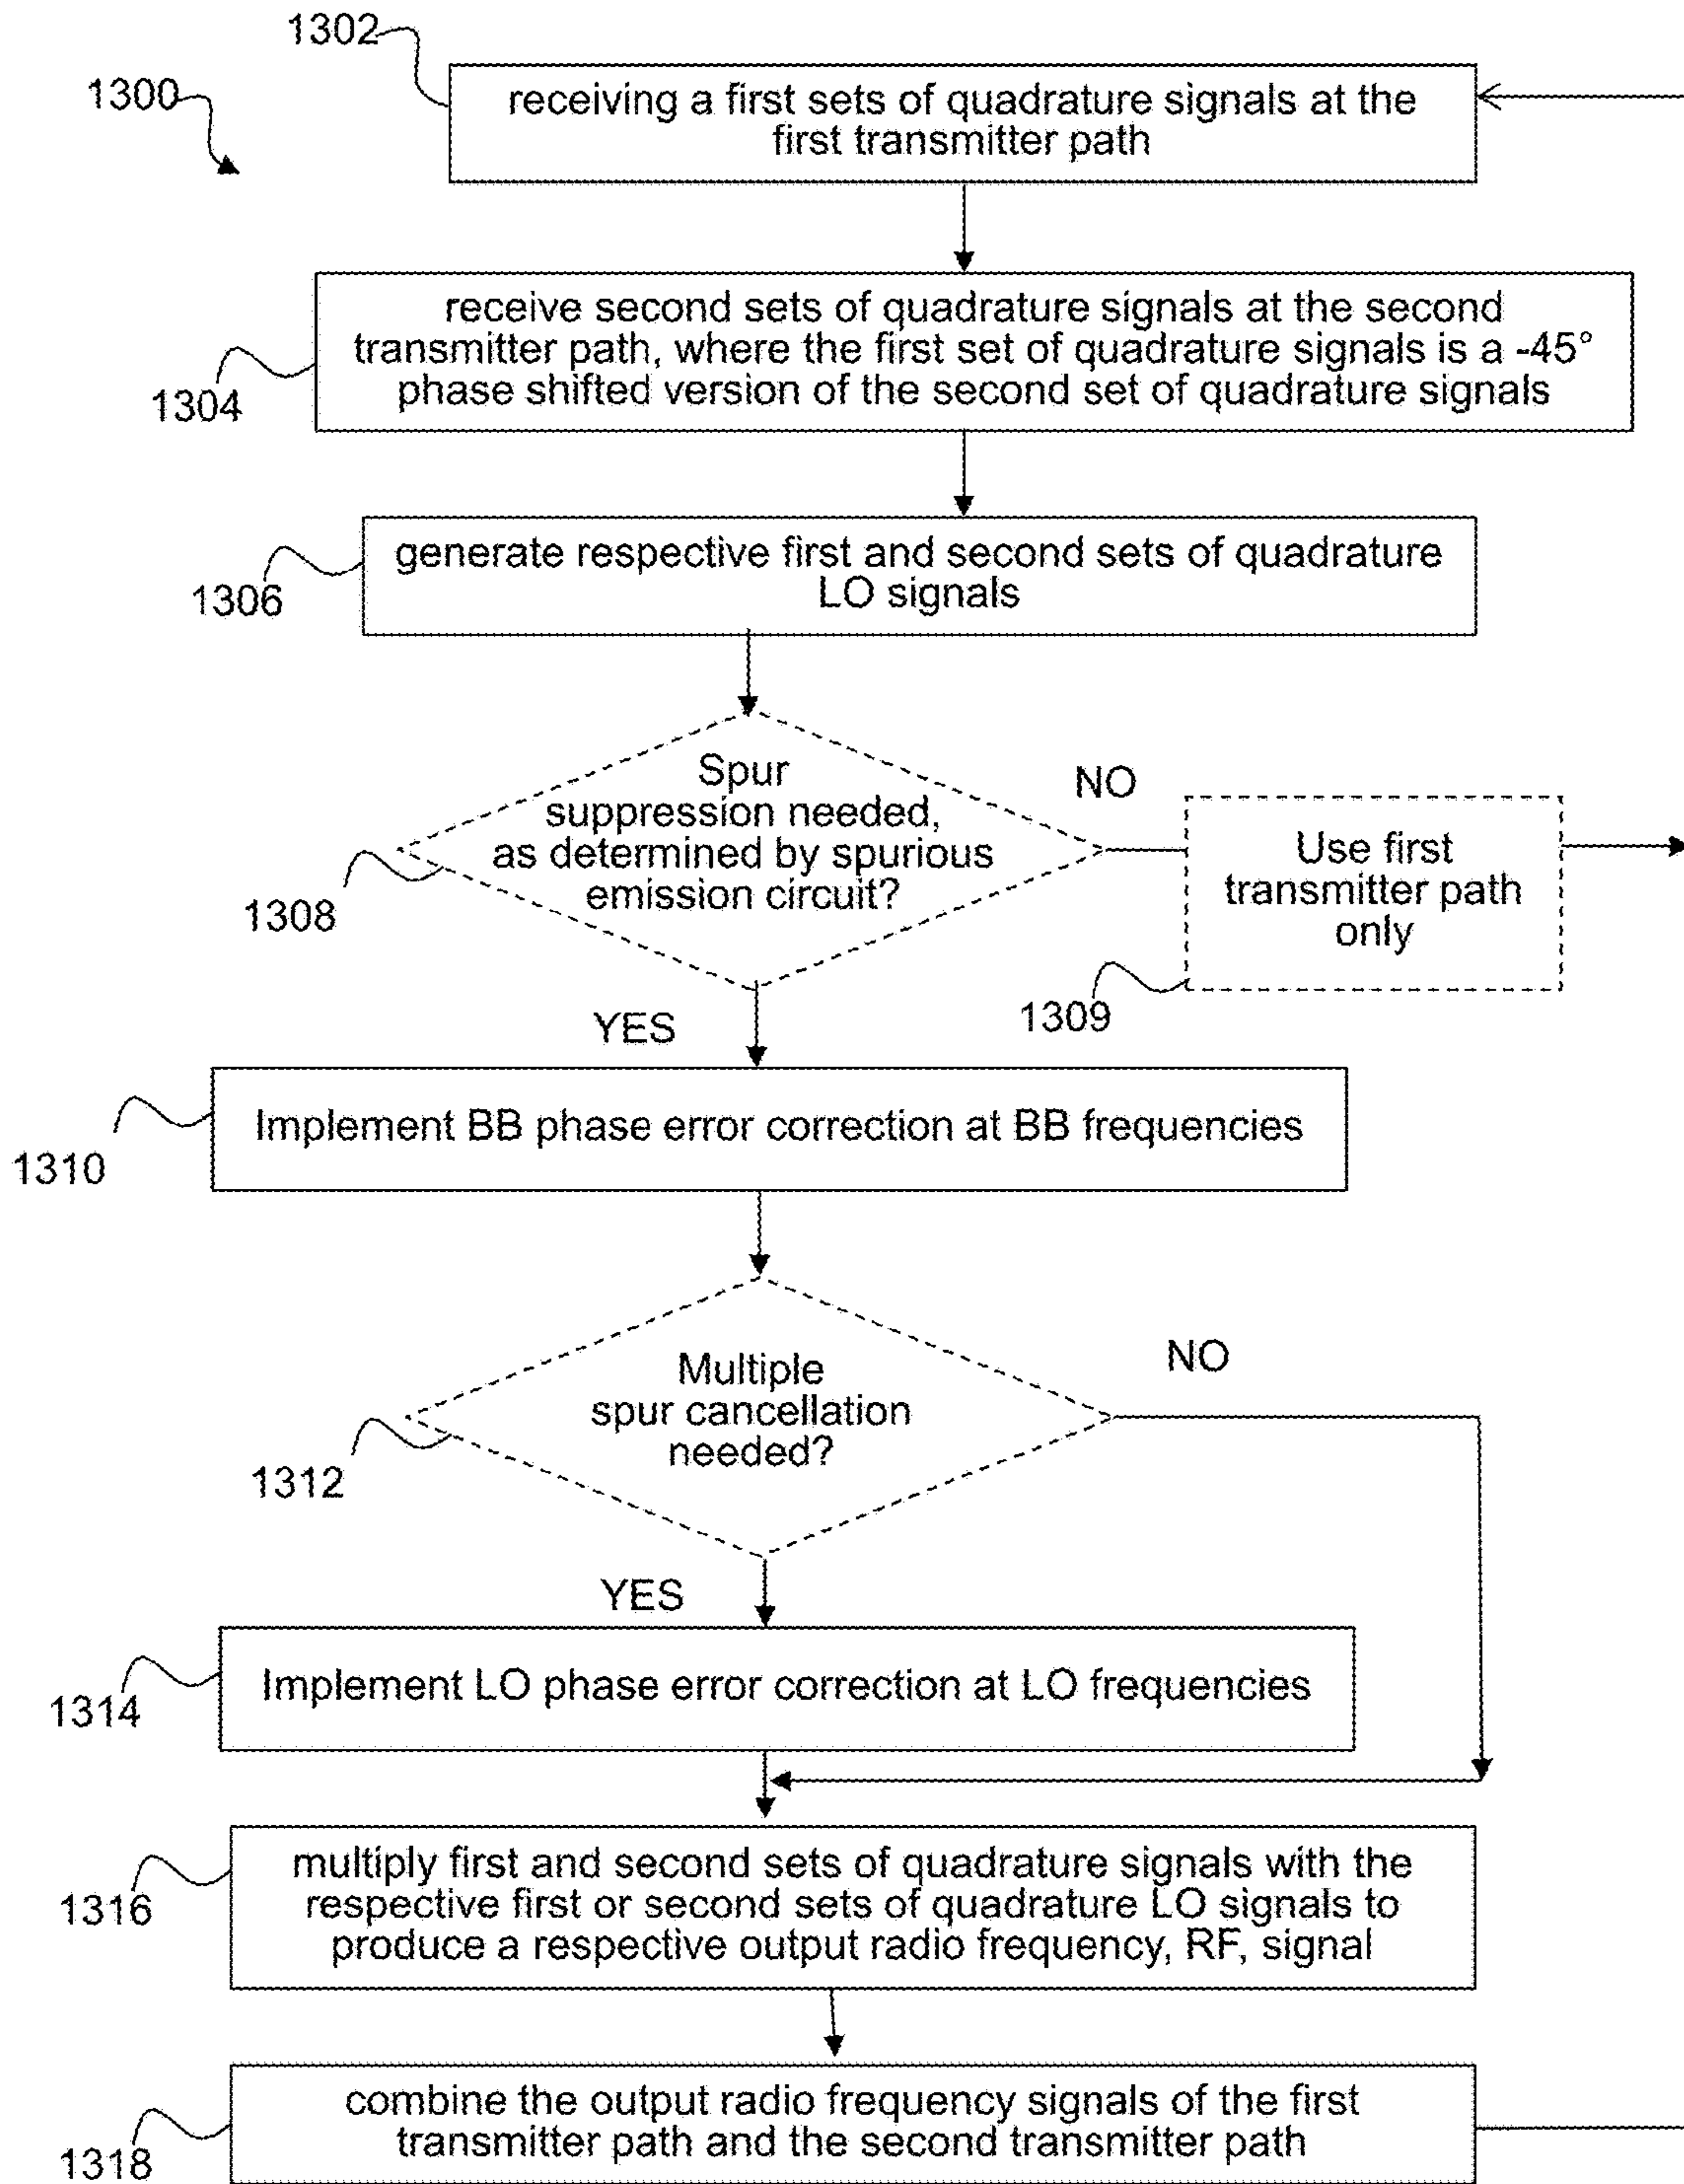 1302
1300
receiving a first sets of quadrature signals at the
first transmitter path
receive second sets of quadrature signals at the second
transmitter path, where the first set of quadrature signals is a -45°
phase shifted version of the second set of quadrature signals
1304
generate respective first and second sets of quadrature
LO signals
1306
Spur
suppression needed,
as determined by spurious
emission circuit?
NO
1308
Use first
transmitter path
only
1309
YES
Implement BB phase error correction at BB frequencies
1310
Multiple
spur cancellation
needed?
NO
1312
YES
Implement LO phase error correction at LO frequencies
1314
multiply first and second sets of quadrature signals with the
respective first or second sets of quadrature LO signals to
produce a respective output radio frequency, RF, signal
1316
combine the output radio frequency signals of the first
transmitter path and the second transmitter path
1318